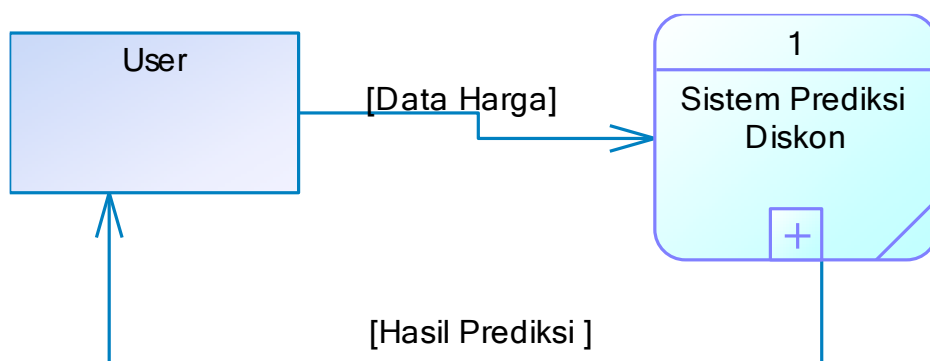 User
1
[Data Harga]
Sistem Prediksi
Diskon
[Hasil Prediksi ]